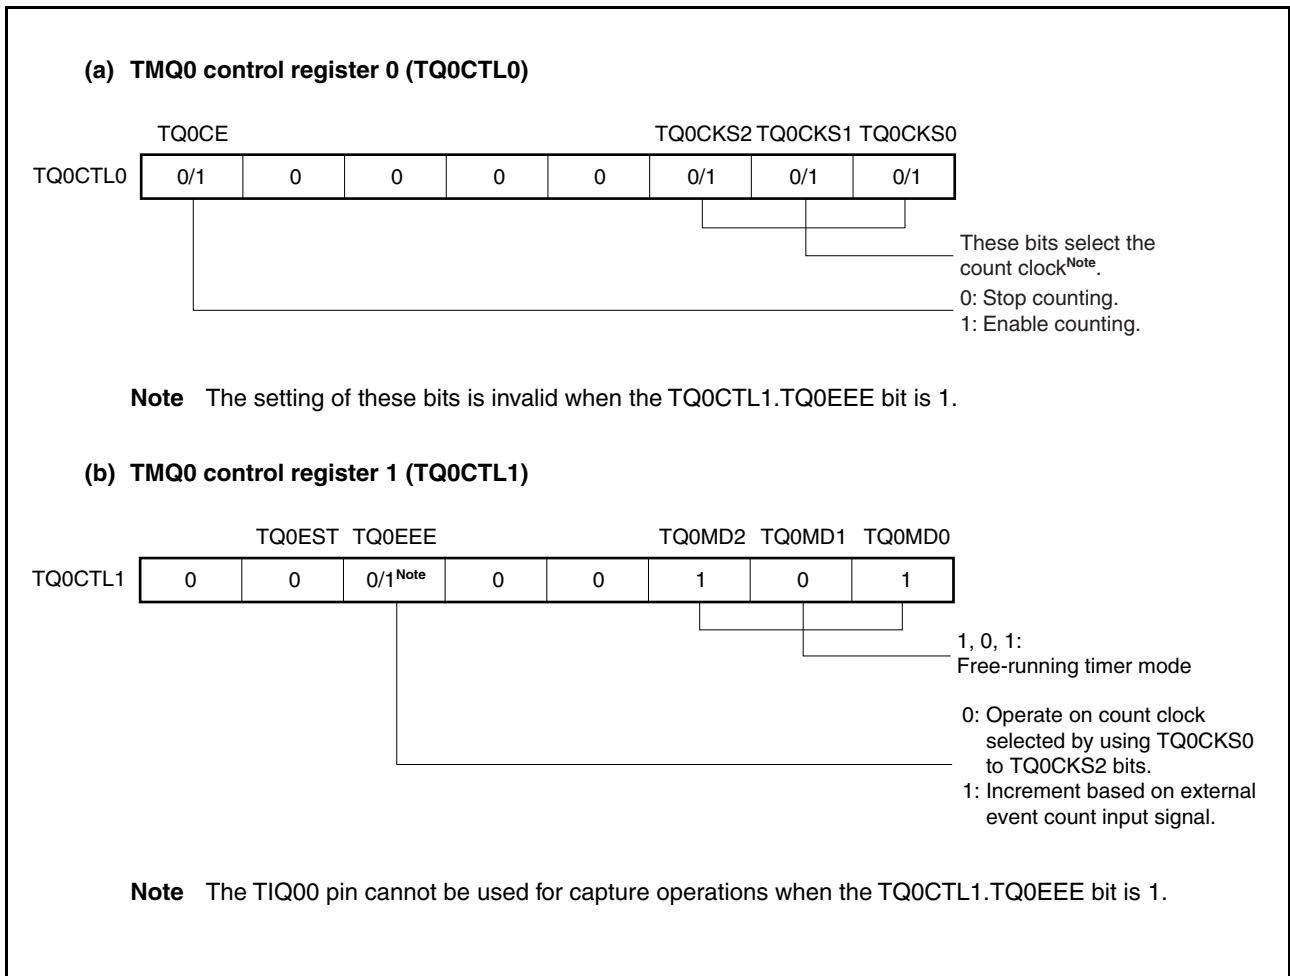 (a) TMQ0 control register 0 (TQ0CTL0)
TQ0CE TQ0CKS2 TQ0CKS1 TQ0CKS0
TQ0CTL0 0/1 0 0 0 0 0/1 0/1 0/1
These bits select the
count clockNote.
0: Stop counting.
1: Enable counting.
Note The setting of these bits is invalid when the TQ0CTL1.TQ0EEE bit is 1.
(b) TMQ0 control register 1 (TQ0CTL1)
TQ0EST TQ0EEE TQ0MD2 TQ0MD1 TQ0MD0
TQ0CTL1 0 0 0/1Note 0 0 1 0 1
1, 0, 1:
Free-running timer mode
0: Operate on count clock
selected by using TQ0CKS0
to TQ0CKS2 bits.
1: Increment based on external
event count input signal.
Note The TIQ00 pin cannot be used for capture operations when the TQ0CTL1.TQ0EEE bit is 1.